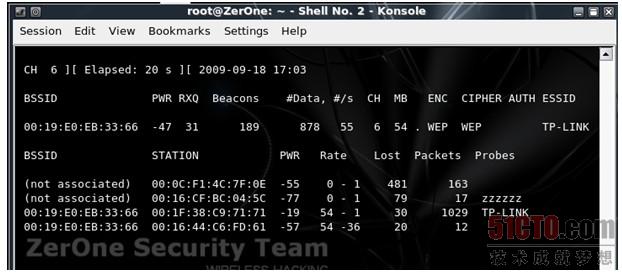 root@ZerOne: ~ - Shell No. 2 - Konsole
Session Edit View Bookmarks Settings Help
CH 6 ][ Elapsed: 20 s ][ 2009-09-18 17:03
BSSID PWR RXQ Beacons #Data, #/s CH MB ENC CIPHER AUTH ESSID
00:19:E0:EB:33:66 -47 31 189 878 55 6 54 . WEP WEP TP-LINK
BSSID STATION PWR Rate Lost Packets Probes
(not associated) 00:0C:F1:4C:7F:0E -55 0 - 1 481 163
(not associated) 00:16:CF:BC:04:5C -77 0 - 1 79 17 zzzzzz
00:19:E0:EB:33:66 00:1F:38:C9:71:71 -19 54 - 1 30 1029 TP-LINK
00:19:E0:EB:33:66 00:16:44:C6:FD:61 -57 54 -36 20 12
51CTO.com
技术成就梦想
ZerOne Security Team
WIRELESS HACKING